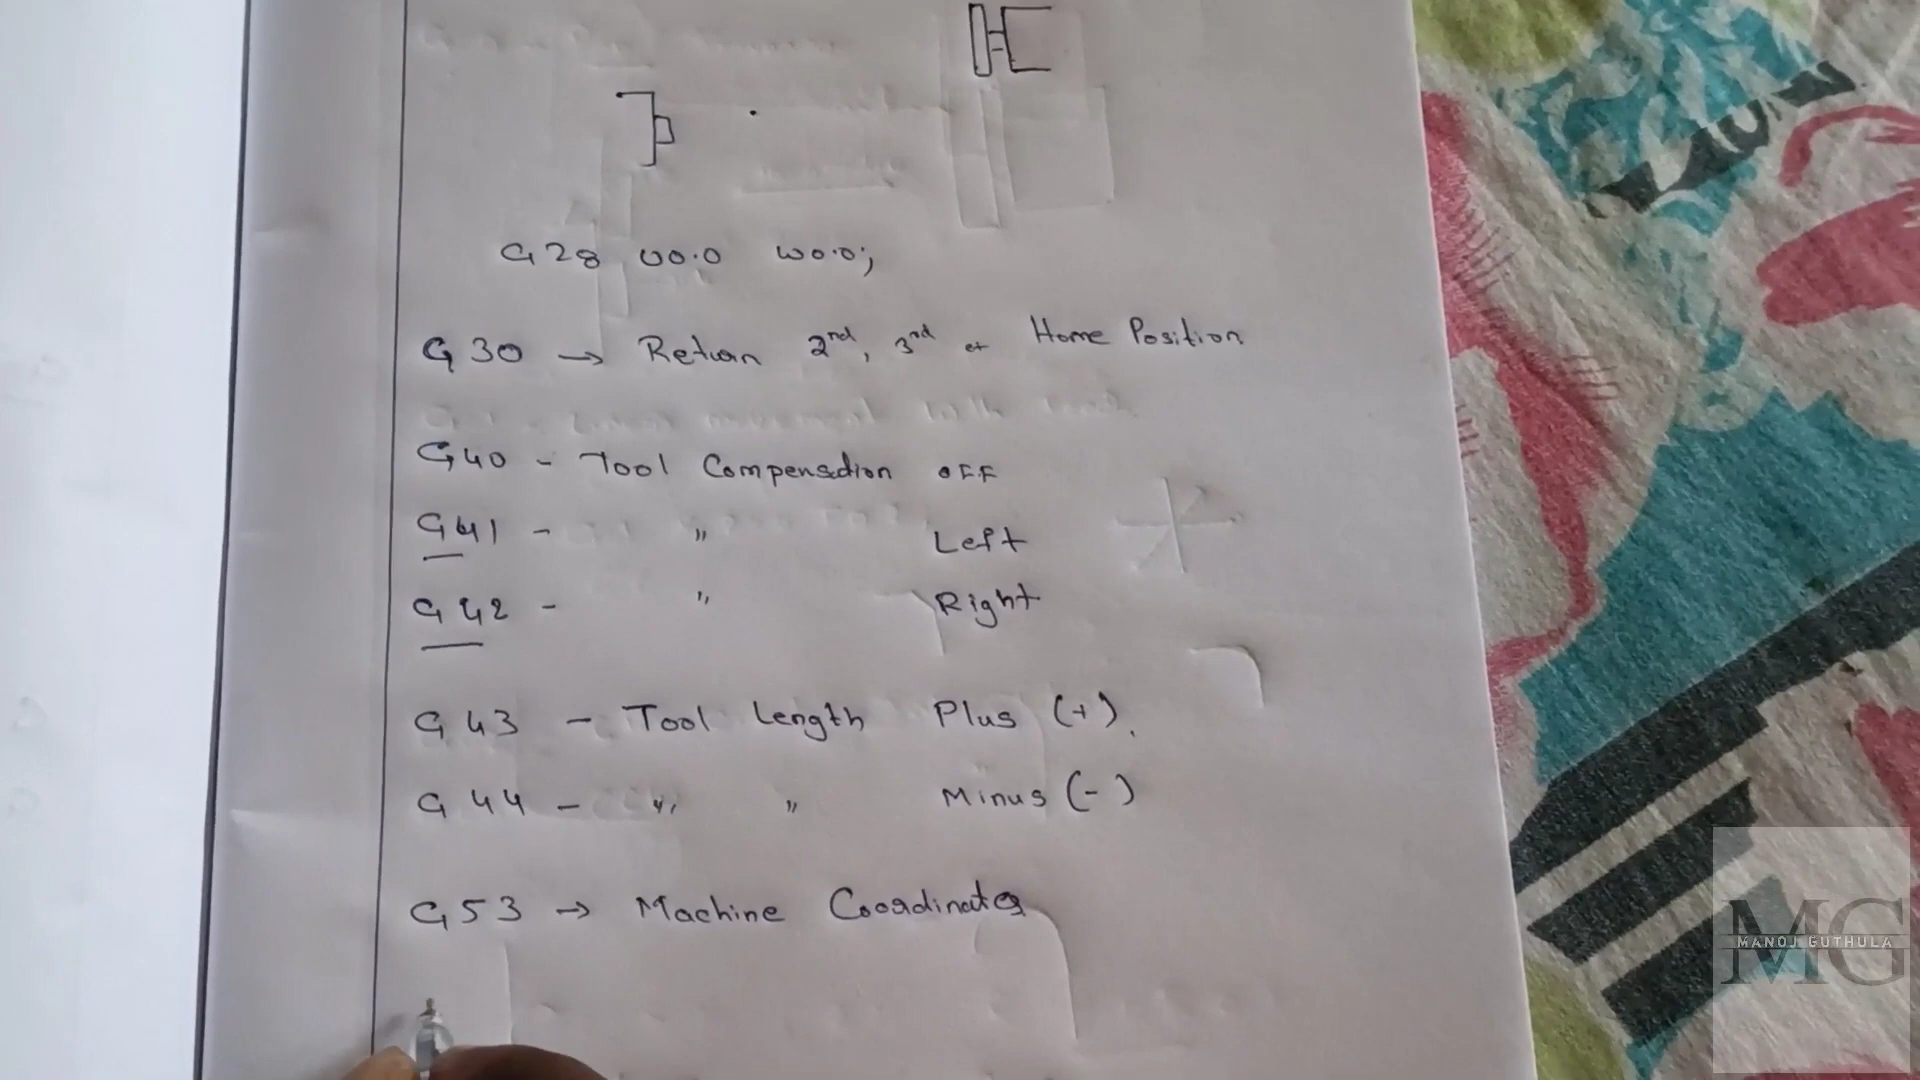 G28 U0.0 W0.0;
G30 → Return 2nd, 3rd Home Position
G40 - Tool Compensation OFF
G41 - " Left
G42 - " Right
G43 - Tool Length Plus (+).
G44 - " " Minus (-)
G53 → Machine Coordinates
MG
MANOJ GUTHULA